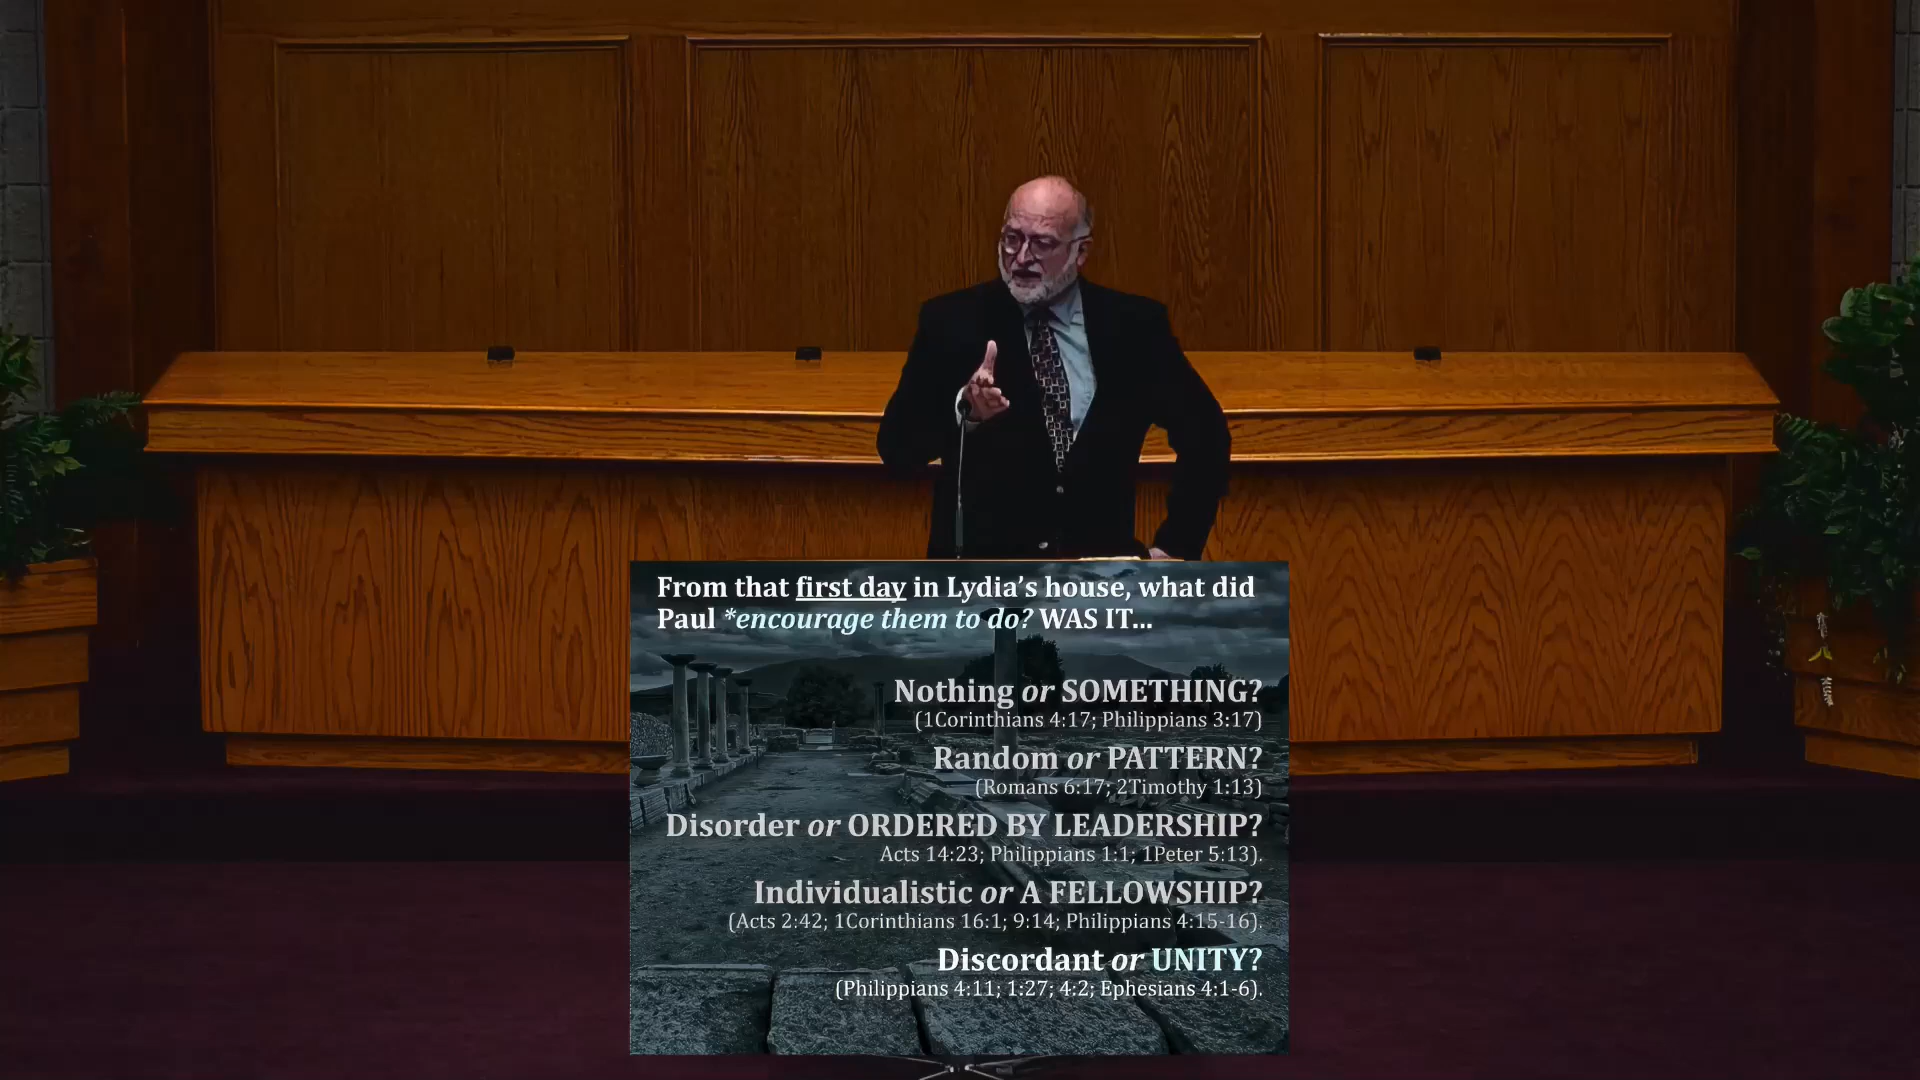 From that first day in Lydia's house, what did
Paul *encourage them to do? WAS IT...
Nothing or SOMETHING?
(1Corinthians 4:17; Philippians 3:17)
Random or PATTERN?
(Romans 6:17; 2Timothy 1:13)
Disorder or ORDERED BY LEADERSHIP?
Acts 14:23; Philippians 1:1; 1Peter 5:13).
Individualistic or A FELLOWSHIP?
(Acts 2:42; 1Corinthians 16:1; 9:14; Philippians 4:15-16).
Discordant or UNITY?
(Philippians 4:11; 1:27; 4:2; Ephesians 4:1-6).